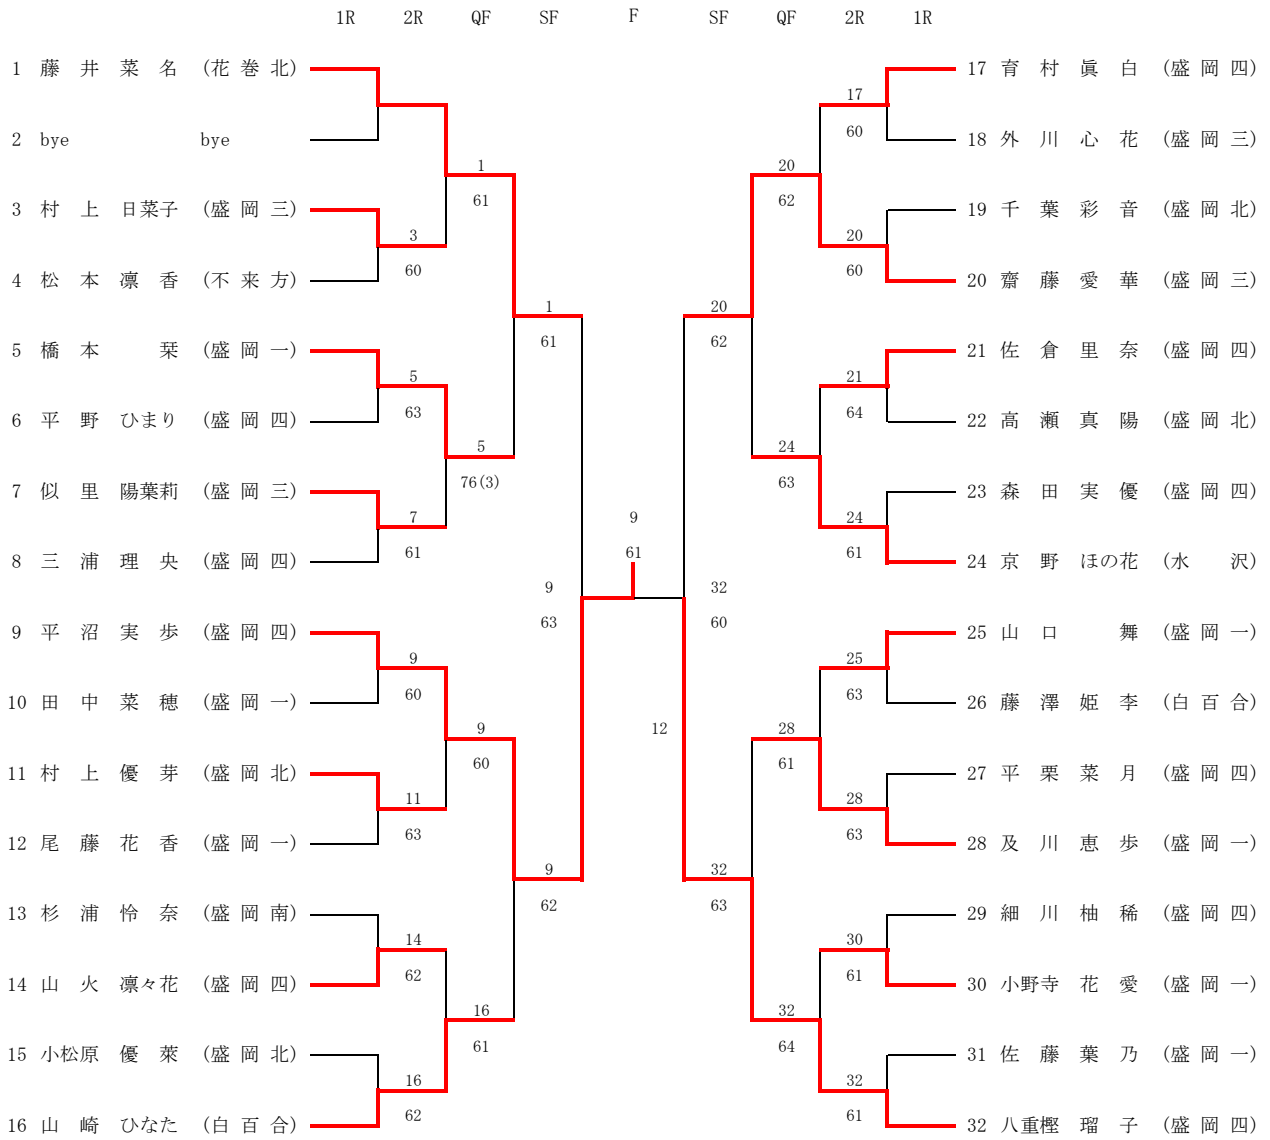 1R 2R QF SF F SF QF 2R 1R
1 藤 井 菜 名 (花 巻 北) 17 育 村 眞 白 (盛 岡 四)
17
2 bye bye 60 18 外 川 心 花 (盛 岡 三)
1 20
61 62
3 村 上 日菜子 (盛 岡 三) 19 千 葉 彩 音 (盛 岡 北)
3 20
60 60
4 松 本 凛 香 (不 来 方) 20 齋 藤 愛 華 (盛 岡 三)
1 20
61 62
5 橋 本 栞 (盛 岡 一) 21 佐 倉 里 奈 (盛 岡 四)
5 21
63 64
6 平 野 ひまり (盛 岡 四) 22 高 瀬 真 陽 (盛 岡 北)
5 24
76(3) 63
7 似 里 陽葉莉 (盛 岡 三) 23 森 田 実 優 (盛 岡 四)
7 9 24
61 61 61
8 三 浦 理 央 (盛 岡 四) 24 京 野 ほの花 (水 沢)
9 32
63 60
9 平 沼 実 歩 (盛 岡 四) 25 山 口 舞 (盛 岡 一)
9 25
60 63
10 田 中 菜 穂 (盛 岡 一) 26 藤 澤 姫 李 (白 百 合)
9 12 28
60 61
11 村 上 優 芽 (盛 岡 北) 27 平 栗 菜 月 (盛 岡 四)
11 28
63 63
12 尾 藤 花 香 (盛 岡 一) 28 及 川 恵 歩 (盛 岡 一)
9 32
62 63
13 杉 浦 怜 奈 (盛 岡 南) 29 細 川 柚 稀 (盛 岡 四)
14 30
62 61
14 山 火 凛々花 (盛 岡 四) 30 小野寺 花 愛 (盛 岡 一)
16 32
61 64
15 小松原 優 萊 (盛 岡 北) 31 佐 藤 葉 乃 (盛 岡 一)
16 32
62 61
16 山 崎 ひなた (白 百 合) 32 八重樫 瑠 子 (盛 岡 四)